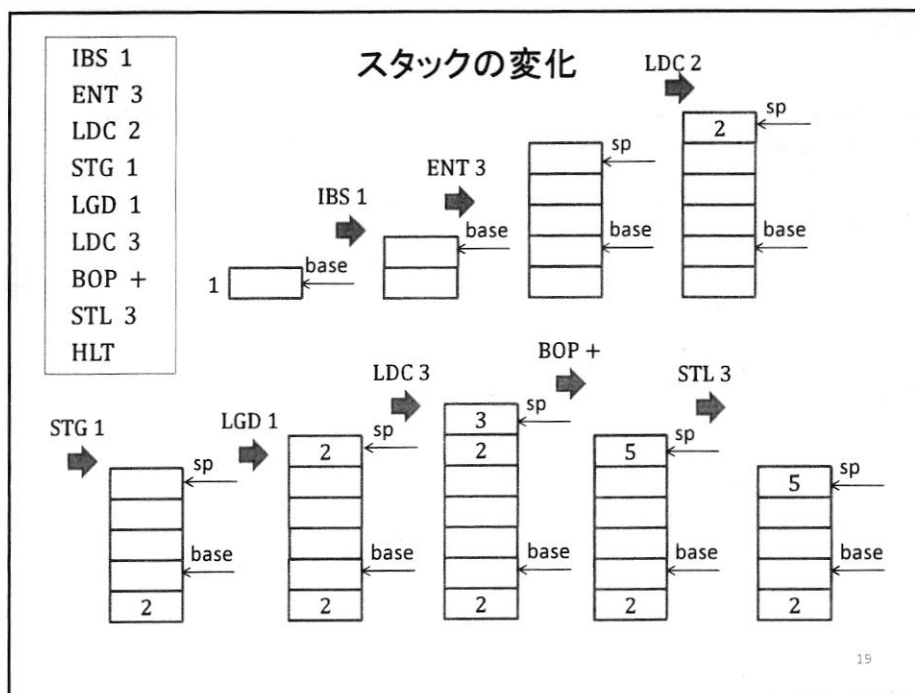 スタックの変化
IBS 1
ENT 3
LDC 2
STG 1
LGD 1
LDC 3
BOP +
STL 3
HLT
1
base
IBS 1
base
ENT 3
sp
base
LDC 2
2
sp
base
STG 1
sp
base
2
LGD 1
2
sp
base
2
LDC 3
3
sp
2
base
2
BOP +
5
sp
base
2
STL 3
5
sp
base
2
19